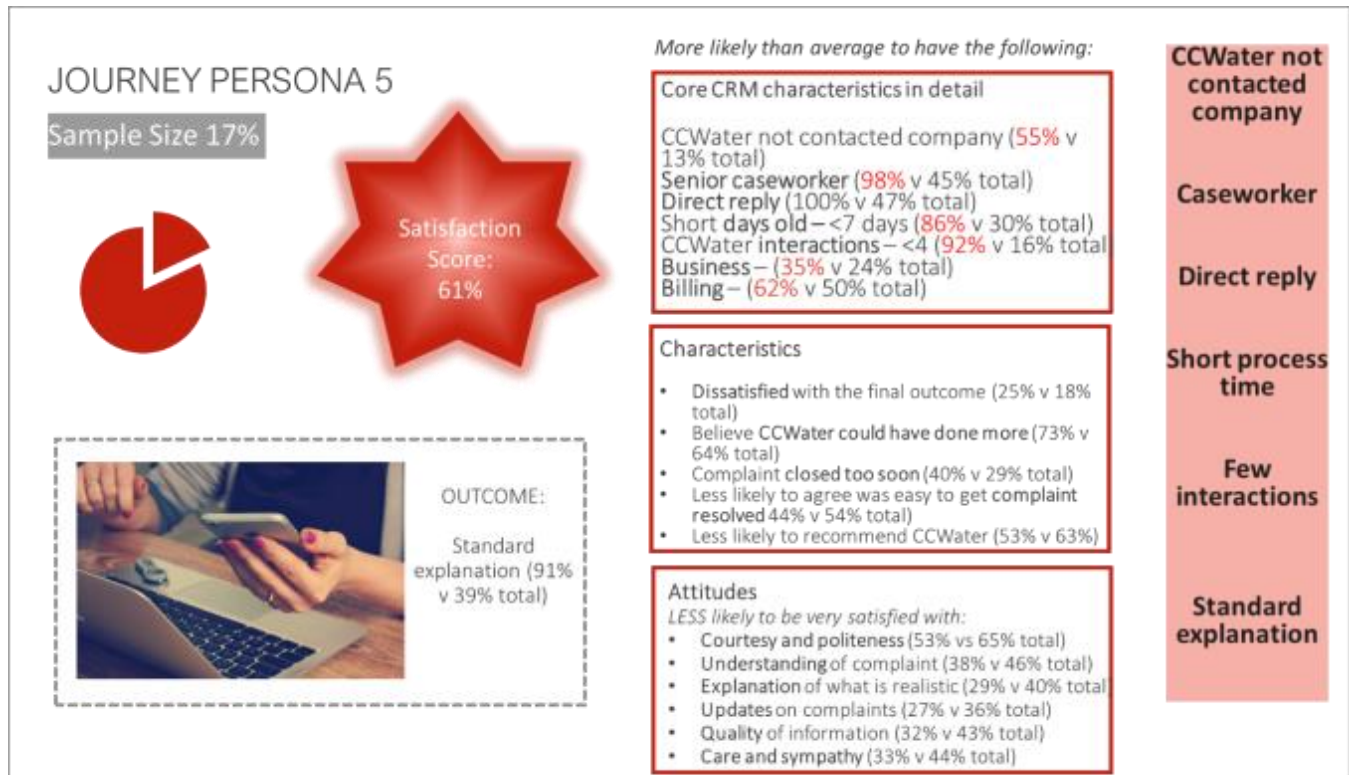 JOURNEY PERSONA 5
Sample Size 17%
Satisfaction
Score:
61%
OUTCOME:
Standard
explanation (91%
v 39% total)
More likely than average to have the following:
Core CRM characteristics in detail
CCWater not contacted company (55% v
13% total)
Senior caseworker (98% v 45% total)
Direct reply (100% v 47% total)
Short days old – <7 days (86% v 30% total)
CCWater interactions – <4 (92% v 16% total
Business – (35% v 24% total)
Billing – (62% v 50% total)
Characteristics
• Dissatisfied with the final outcome (25% v 18%
total)
• Believe CCWater could have done more (73% v
64% total)
• Complaint closed too soon (40% v 29% total)
• Less likely to agree was easy to get complaint
resolved 44% v 54% total)
• Less likely to recommend CCWater (53% v 63%)
Attitudes
LESS likely to be very satisfied with:
• Courtesy and politeness (53% vs 65% total)
• Understanding of complaint (38% v 46% total)
• Explanation of what is realistic (29% v 40% total
• Updates on complaints (27% v 36% total)
• Quality of information (32% v 43% total)
• Care and sympathy (33% v 44% total)
CCWater not
contacted
company
Caseworker
Direct reply
Short process
time
Few
interactions
Standard
explanation